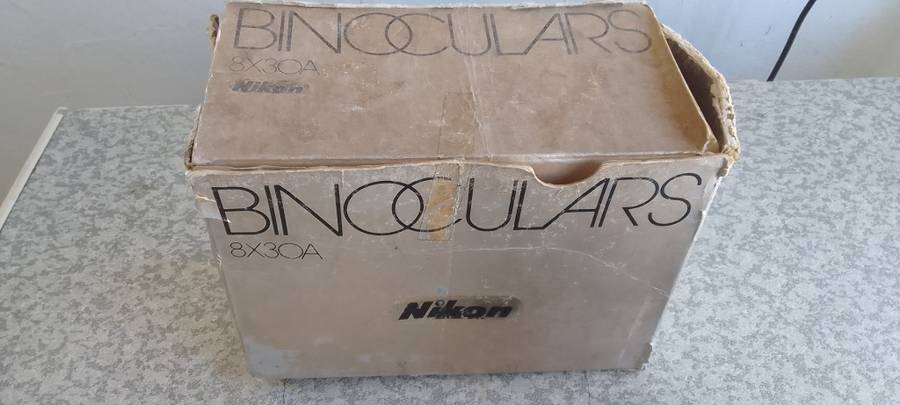 BINOCULARS
8X30A
Nikon
BINOCULARS
8X30A
Nikon